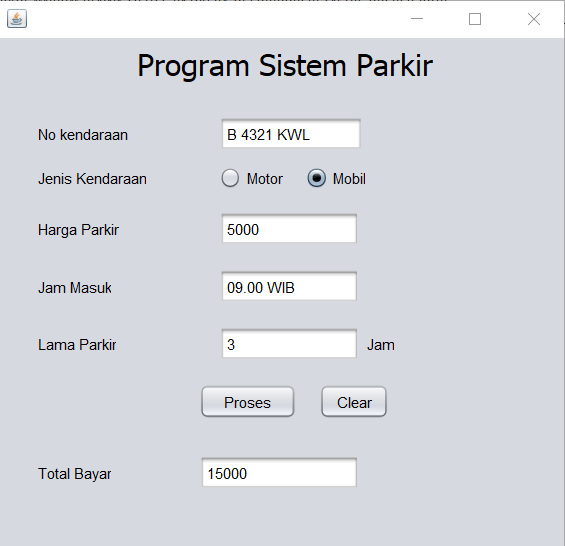 Program Sistem Parkir
No kendaraan B 4321 KWL
Jenis Kendaraan Motor Mobil
Harga Parkir 5000
Jam Masuk 09.00 WIB
Lama Parkir 3 Jam
Proses Clear
Total Bayar 15000